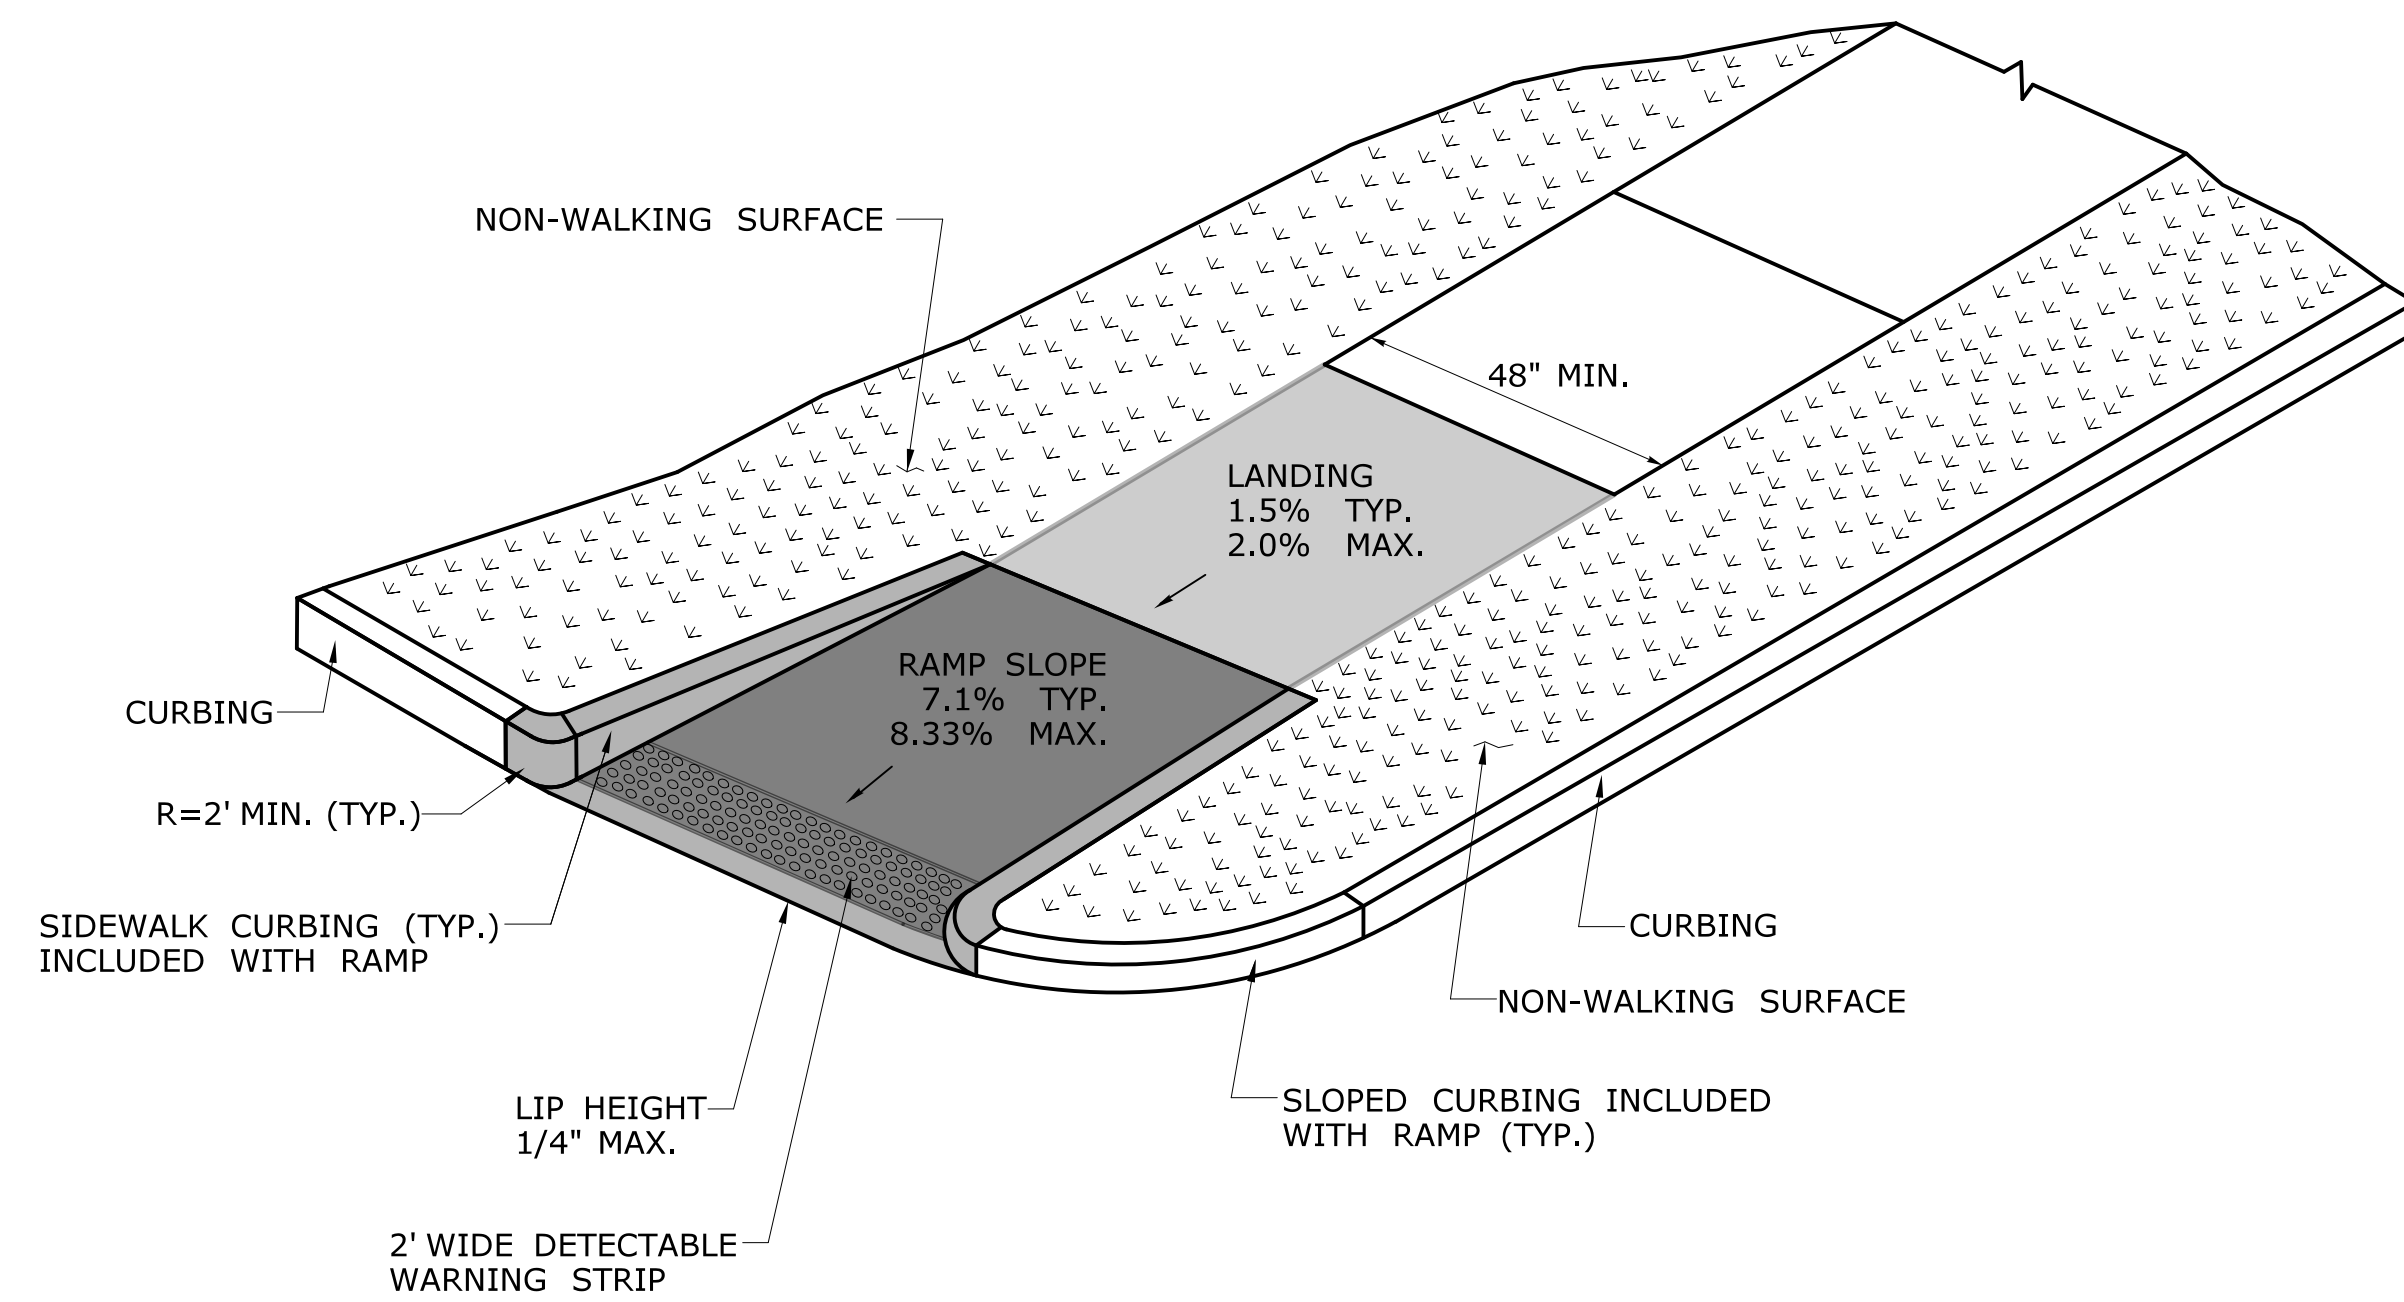 NON-WALKING SURFACE
48" MIN.
LANDING
1.5% TYP.
2.0% MAX.
RAMP SLOPE
7.1% TYP.
8.33% MAX.
CURBING
R=2' MIN. (TYP.)
SIDEWALK CURBING (TYP.)
INCLUDED WITH RAMP
CURBING
NON-WALKING SURFACE
LIP HEIGHT
1/4" MAX.
SLOPED CURBING INCLUDED
WITH RAMP (TYP.)
2' WIDE DETECTABLE
WARNING STRIP